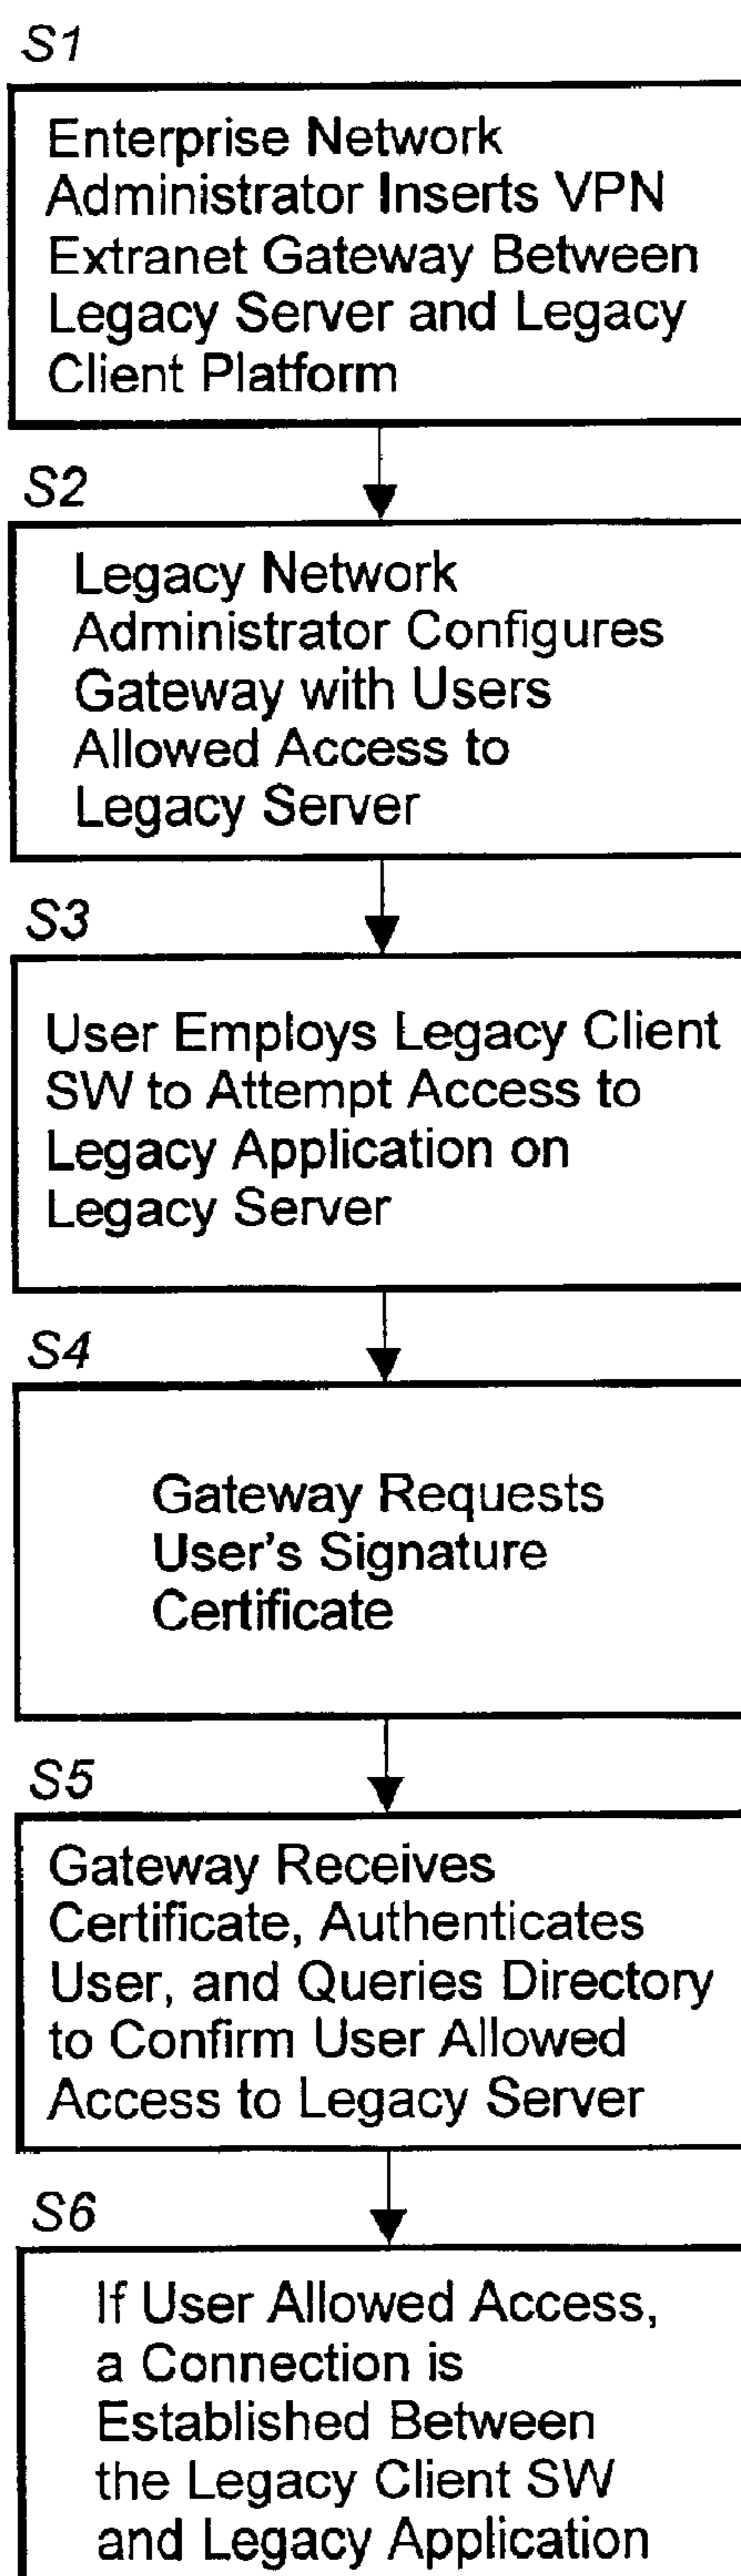 S1
Enterprise Network
Administrator Inserts VPN
Extranet Gateway Between
Legacy Server and Legacy
Client Platform
S2
Legacy Network
Administrator Configures
Gateway with Users
Allowed Access to
Legacy Server
S3
User Employs Legacy Client
SW to Attempt Access to
Legacy Application on
Legacy Server
S4
Gateway Requests
User's Signature
Certificate
S5
Gateway Receives
Certificate, Authenticates
User, and Queries Directory
to Confirm User Allowed
Access to Legacy Server
S6
If User Allowed Access,
a Connection is
Established Between
the Legacy Client SW
and Legacy Application